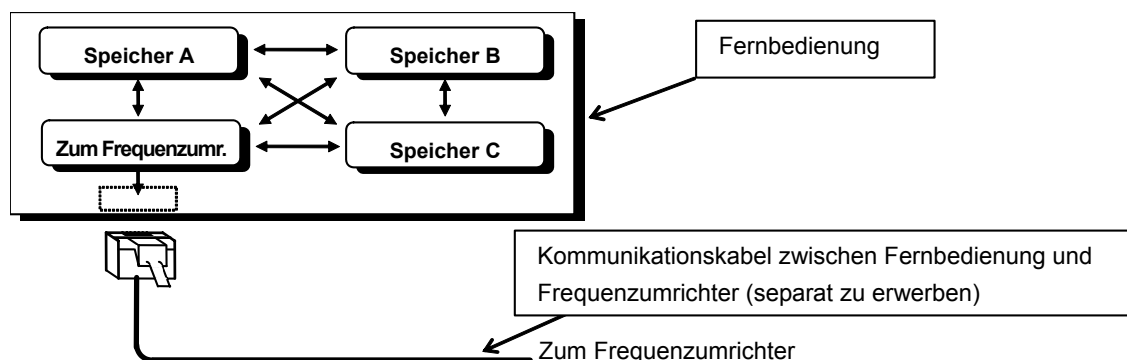 Speicher A
Speicher B
Fernbedienung
Zum Frequenzumr.
Speicher C
Kommunikationskabel zwischen Fernbedienung und
Frequenzumrichter (separat zu erwerben)
Zum Frequenzumrichter